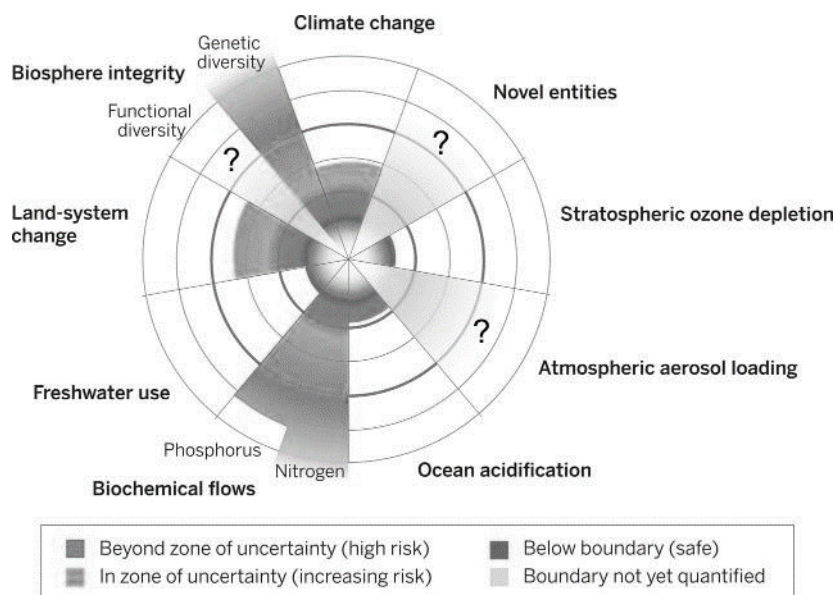 Climate change
Genetic
diversity
Biosphere integrity
Novel entities
Functional
diversity
?
?
Land-system
change
Stratospheric ozone depletion
?
Atmospheric aerosol loading
Freshwater use
Phosphorus
Nitrogen
Ocean acidification
Biochemical flows
Beyond zone of uncertainty (high risk)
Below boundary (safe)
In zone of uncertainty (increasing risk)
Boundary not yet quantified